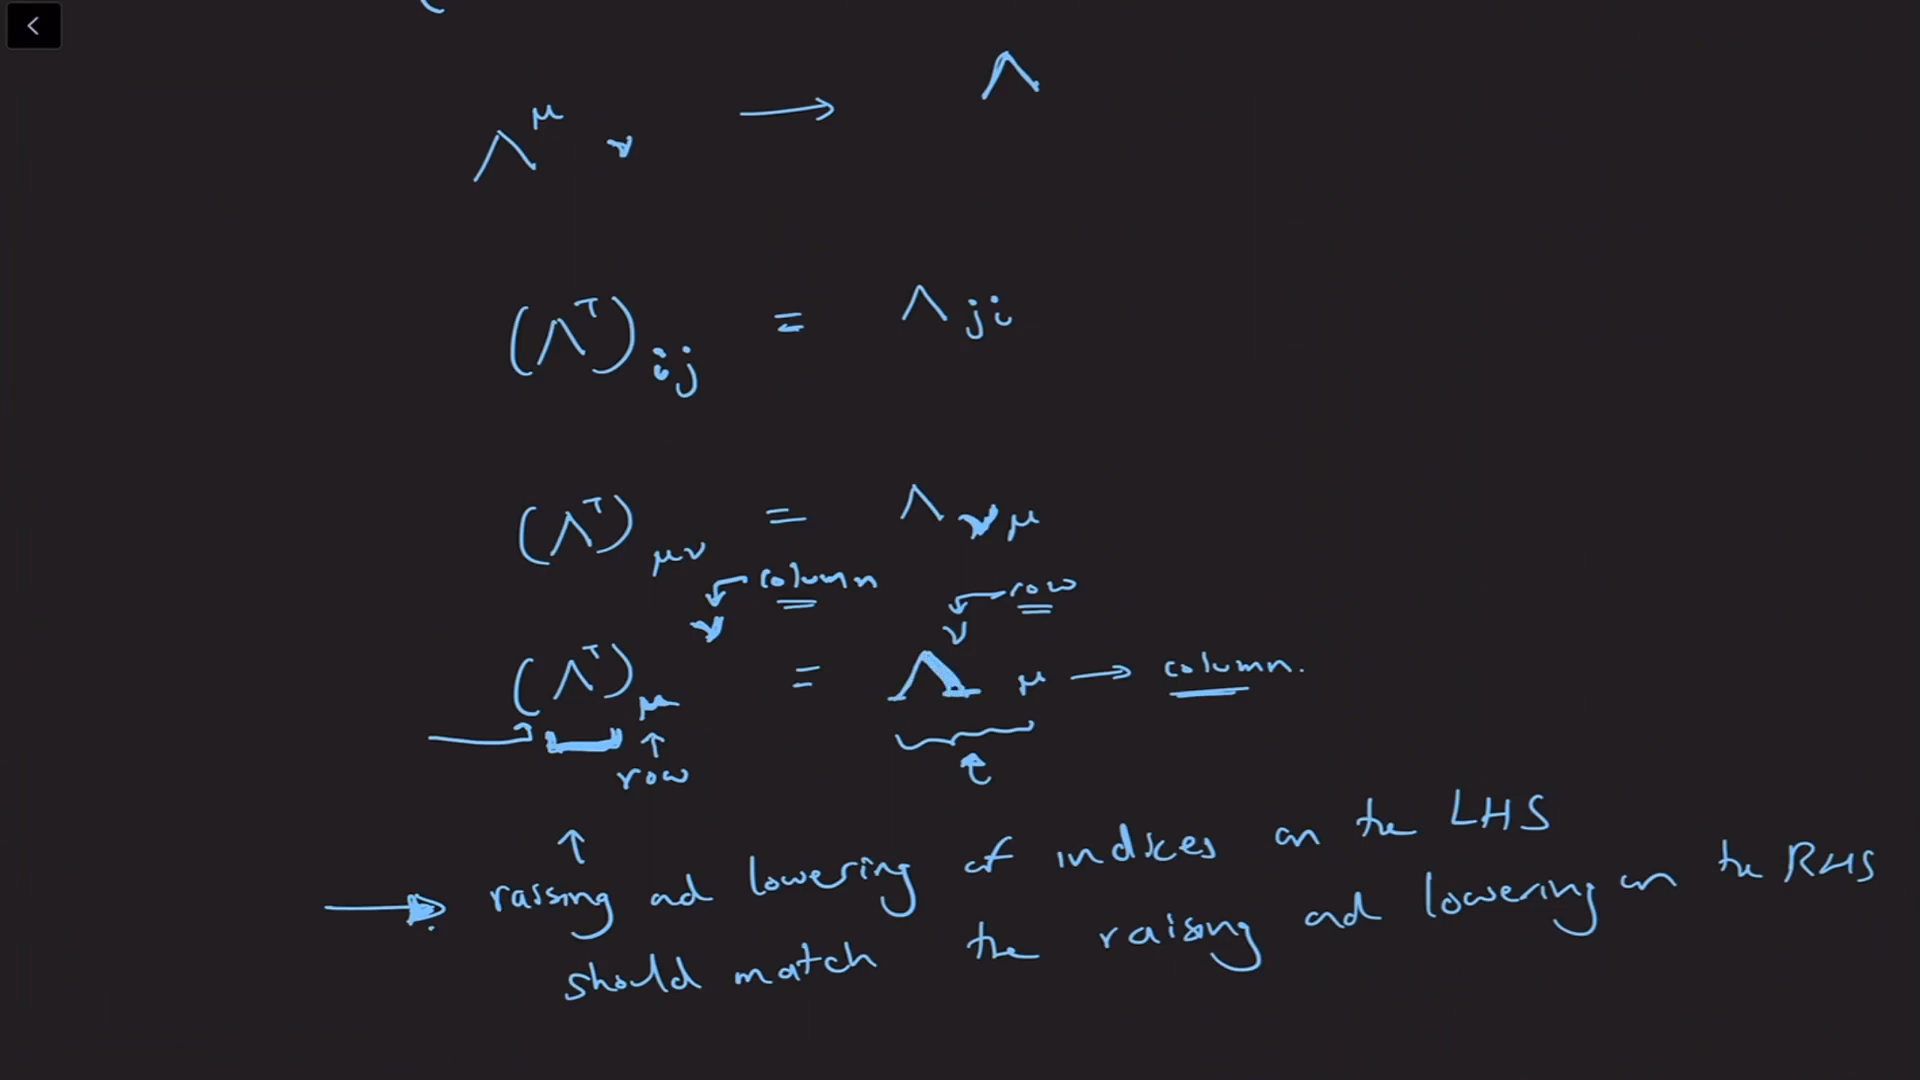 Λ^μ_ν → Λ
(Λ^T)_ij = Λ_ji
(Λ^T)_μν = Λ_νμ
column row
(Λ^T)_μ^ν = Λ^ν_μ → column.
row
raising and lowering of indices on the LHS
should match the raising and lowering on the RHS